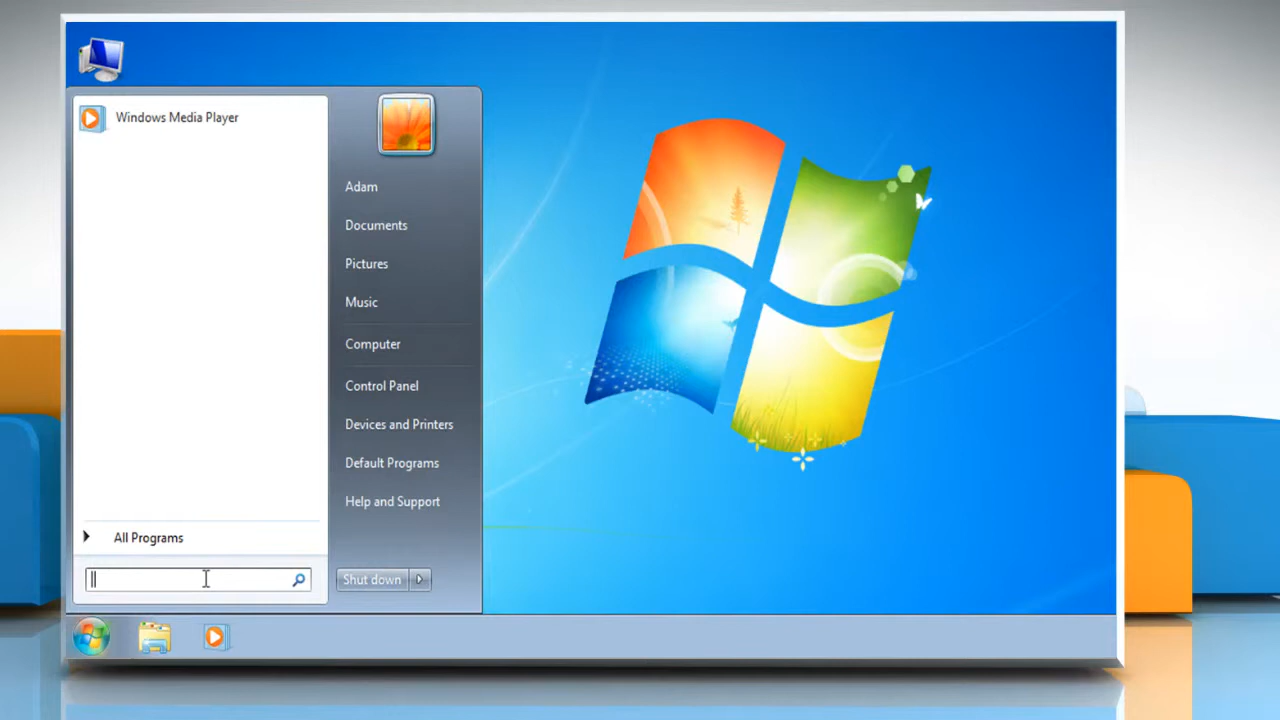 Windows Media Player
Adam
Documents
Pictures
Music
Computer
Control Panel
Devices and Printers
Default Programs
Help and Support
All Programs
Shut down